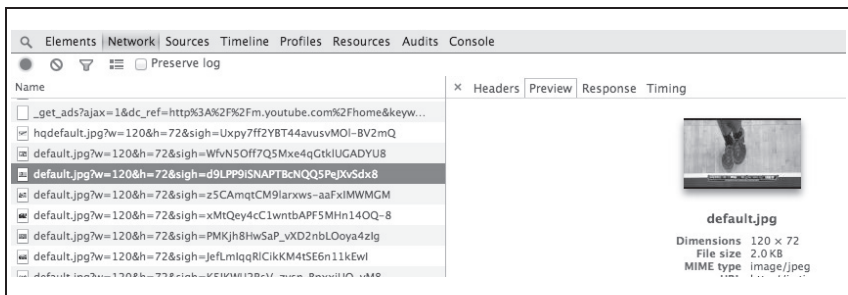 Elements Network Sources Timeline Profiles Resources Audits Console
Preserve log
Name
× Headers Preview Response Timing
_get_ads?ajax=1&dc_ref=http%3A%2F%2Fm.youtube.com%2Fhome&keyw...
hqdefault.jpg?w=120&h=72&sigh=Uxpy7ff2YBT44avusvMOl-BV2mQ
default.jpg?w=120&h=72&sigh=WfvN5Off7Q5Mxe4qGtklUGADYU8
default.jpg?w=120&h=72&sigh=d9LPP9iSNAPTBcNQQ5PeJXvSdx8
default.jpg?w=120&h=72&sigh=z5CAmqtCM9larxws-aaFxIMWMGM
default.jpg?w=120&h=72&sigh=xMtQey4cC1wntbAPF5MHn14OQ-8
default.jpg?w=120&h=72&sigh=PMKjh8HwSaP_vXD2nbLOoya4zIg
default.jpg?w=120&h=72&sigh=JefLmIqqRlCikKM4tSE6n11kEwI
default.jpg
Dimensions 120 × 72
File size 2.0 KB
MIME type image/jpeg